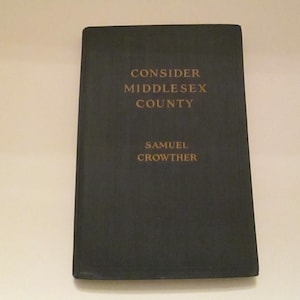 CONSIDER
MIDDLESEX
COUNTY
SAMUEL
CROWTHER